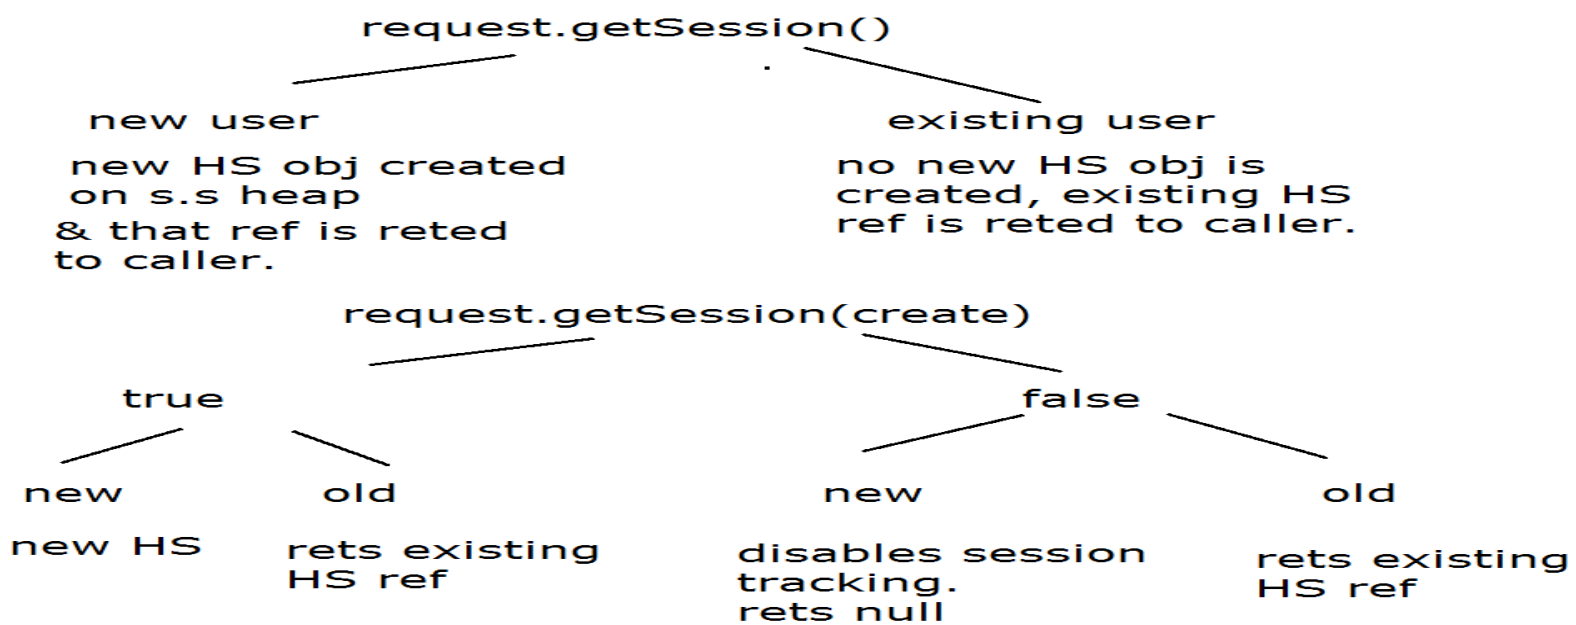 request.getSession()
new user
new HS obj created
on s.s heap
& that ref is reted
to caller.
existing user
no new HS obj is
created, existing HS
ref is reted to caller.
request.getSession(create)
true
false
new
old
new
old
new HS
rets existing
HS ref
disables session
tracking.
rets null
rets existing
HS ref